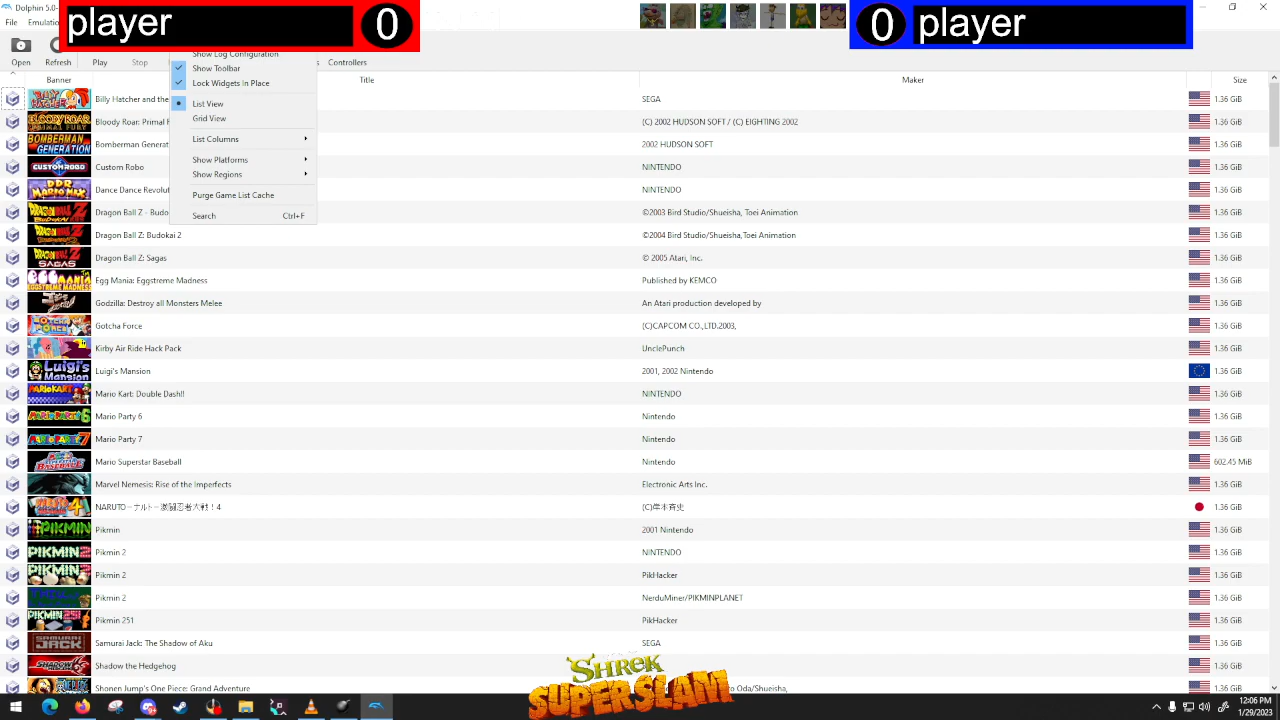 Dolphin 5.0-
player
0
0
player
Open
Refresh
Play
Stop
Controllers
Show Log Configuration
Show Toolbar
Lock Widgets In Place
List View
Grid View
List Columns
Show Platforms
Show Regions
Purge Game List Cache
Search Ctrl+F
Banner Title Maker Size
Billy Hatcher and the SEGA 1.36 GiB
Bloody Roar: Primal F (C) 2002 HUDSON SOFT / (C) EIGHTING 2002 1.36 GiB
Bomberman Generat 2002 HUDSON SOFT 1.36 GiB
Custom Robo NINTENDO 1.36 GiB
Dance Dance Revolut NINTENDO 1.36 GiB
Dragon Ball Z - Budo ©2003 Bird Studio/Shueisha, Toei Animation 1.36 GiB
Dragon Ball Z: Budokai 2 ©2004 Bird Studio/Shueisha, Toei Animation 1.36 GiB
Dragon Ball Z: Sagas © 2005 Atari, Inc. 1.36 GiB
Egg Mania: Eggstreme Madness Published by KEMCO 1.36 GiB
Godzilla: Destroy all Monsters Melee An Atari production developed by 1.36 GiB
Gotcha Force (C)CAPCOM CO.,LTD.2003 1.36 GiB
Kirby Air Ride Hack Pack UnclePunch 1.36 GiB
Luigi's Mansion 2001, 2002 Nintendo 1.36 GiB
Mario Kart: Double Dash!! NINTENDO 1.36 GiB
Mario Party 6 Nintendo 1.36 GiB
Mario Party 7 Nintendo 1.36 GiB
Mario Superstar Baseball Nintendo 602.45 MiB
Marvel Nemesis: Rise of the Imperfects Electronic Arts Inc. 1.36 GiB
NARUTO－ナルト－激闘忍者大戦！4 (C)岸本斉史 1.36 GiB
Pikmin 2001 Nintendo 1.36 GiB
Pikmin 2 NINTENDO 1.36 GiB
Pikmin 2 PikHacker 1.36 GiB
Pikmin 2 NerduMiner/PIKMINPLANET 1.36 GiB
Pikmin 251 PikHacker 1.36 GiB
Samurai Jack: The Shadow of Aku SEGA 1.36 GiB
Shadow the Hedgehog 1.36 GiB
Shonen Jump's One Piece: Grand Adventure Oda/Shueisha, 1.36 GiB
SHREK
SUPERSLAM
12:06 PM
1/29/2023